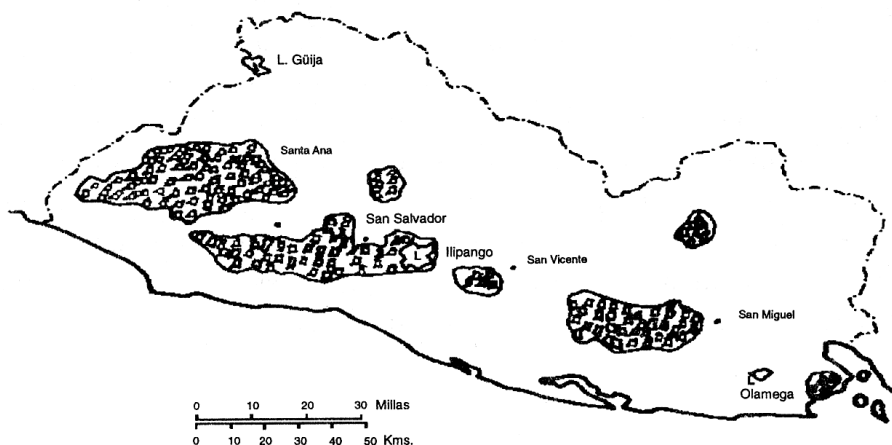 L. Güija
Santa Ana
San Salvador
L
Ilipango
San Vicente
San Miguel
L
Olamega
0 10 20 30 Millas
0 10 20 30 40 50 Kms.